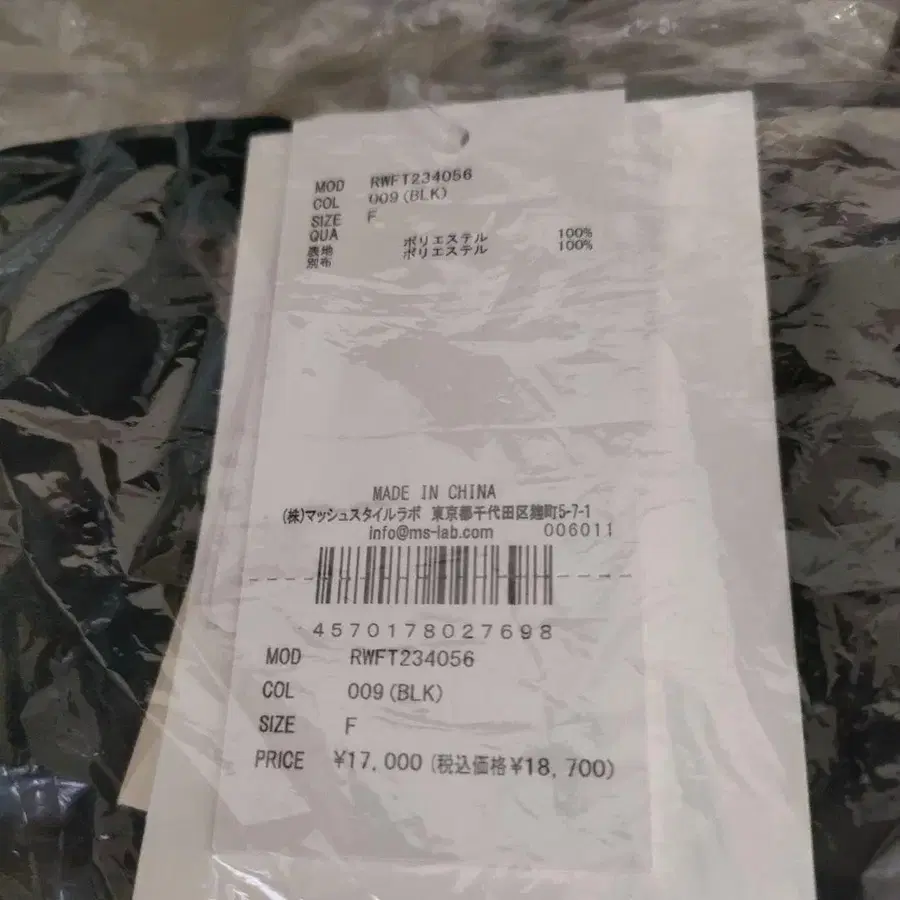 MOD RWFT234056
COL 009(BLK)
SIZE F
QUA
表地 ポリエステル 100%
別布 ポリエステル 100%
MADE IN CHINA
(株)マッシュスタイルラボ 東京都千代田区麹町5-7-1
info@ms-lab.com 006011
4570178027698
MOD RWFT234056
COL 009(BLK)
SIZE F
PRICE ¥17,000(税込価格¥18,700)